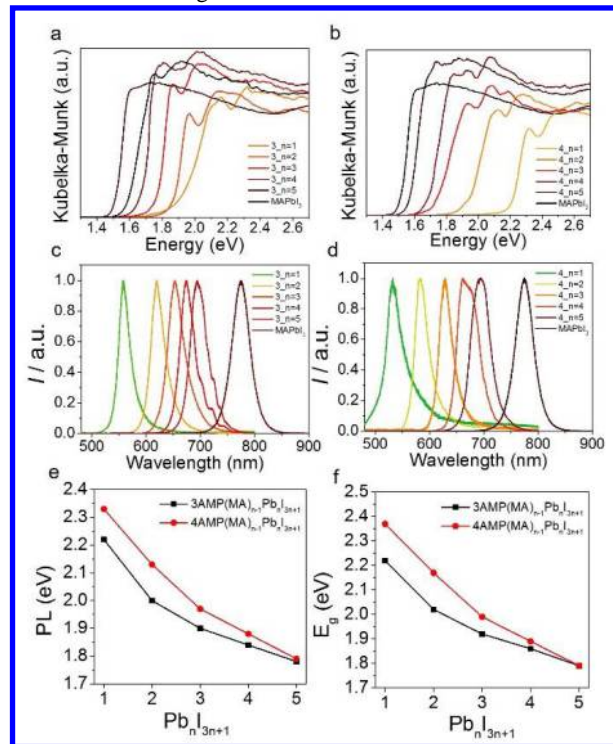 a
b
Kubelka-Munk (a.u.)
3_n=1
3_n=2
3_n=3
3_n=4
3_n=5
MAPbI3
1.4 1.6 1.8 2.0 2.2 2.4 2.6
Energy (eV)
Kubelka-Munk (a.u.)
4_n=1
4_n=2
4_n=3
4_n=4
4_n=5
MAPbI3
1.4 1.6 1.8 2.0 2.2 2.4 2.6
Energy (eV)
c
d
I / a.u.
1.0
0.8
0.6
0.4
0.2
0.0
3_n=1
3_n=2
3_n=3
3_n=4
3_n=5
MAPbI3
500 600 700 800 900
Wavelength (nm)
I / a.u.
1.0
0.8
0.6
0.4
0.2
0.0
4_n=1
4_n=2
4_n=3
4_n=4
4_n=5
MAPbI3
500 600 700 800 900
Wavelength (nm)
e
f
PL (eV)
2.4
2.3
2.2
2.1
2.0
1.9
1.8
1.7
3AMP(MA)n-1PbnI3n+1
4AMP(MA)n-1PbnI3n+1
1 2 3 4 5
PbnI3n+1
Eg (eV)
2.5
2.4
2.3
2.2
2.1
2.0
1.9
1.8
1.7
3AMP(MA)n-1PbnI3n+1
4AMP(MA)n-1PbnI3n+1
1 2 3 4 5
PbnI3n+1